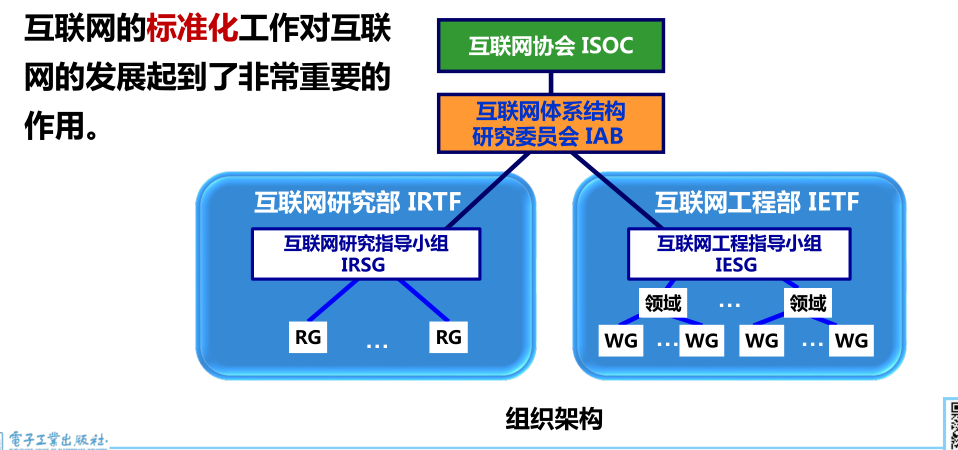 互联网的标准化工作对互联
网的发展起到了非常重要的
作用。
互联网协会 ISOC
互联网体系结构
研究委员会 IAB
互联网研究部 IRTF
互联网研究指导小组
IRSG
RG
...
RG
互联网工程部 IETF
互联网工程指导小组
IESG
领域
...
领域
WG
...
WG
WG
...
WG
组织架构
電子工業出版社